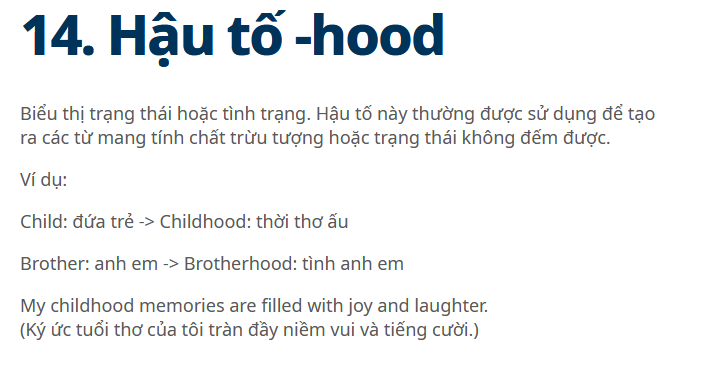 14. Hậu tố -hood
Biểu thị trạng thái hoặc tình trạng. Hậu tố này thường được sử dụng để tạo
ra các từ mang tính chất trừu tượng hoặc trạng thái không đếm được.
Ví dụ:
Child: đứa trẻ -> Childhood: thời thơ ấu
Brother: anh em -> Brotherhood: tình anh em
My childhood memories are filled with joy and laughter.
(Ký ức tuổi thơ của tôi tràn đầy niềm vui và tiếng cười.)